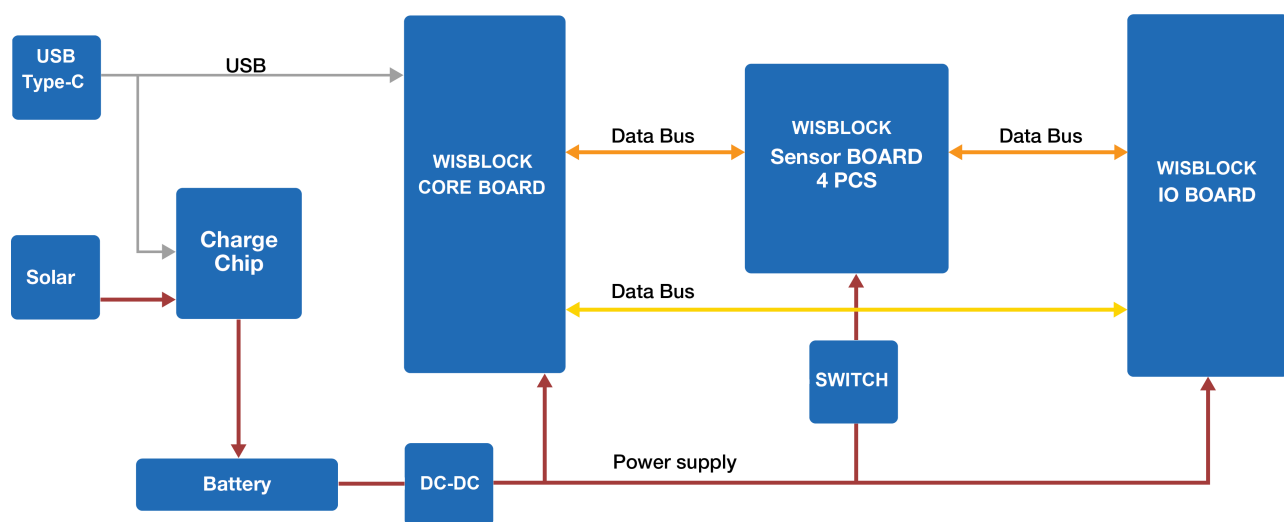 USB
Type-C
USB
WISBLOCK
CORE BOARD
Data Bus
WISBLOCK
Sensor BOARD
4 PCS
Data Bus
WISBLOCK
IO BOARD
Charge
Chip
Solar
Data Bus
SWITCH
Battery
DC-DC
Power supply